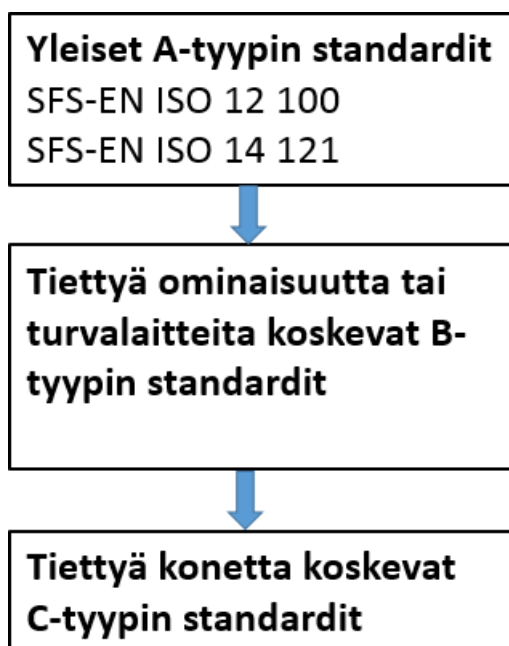 Yleiset A-tyypin standardit
SFS-EN ISO 12 100
SFS-EN ISO 14 121
Tiettyä ominaisuutta tai
turvalaitteita koskevat B-
tyypin standardit
Tiettyä konetta koskevat
C-tyypin standardit